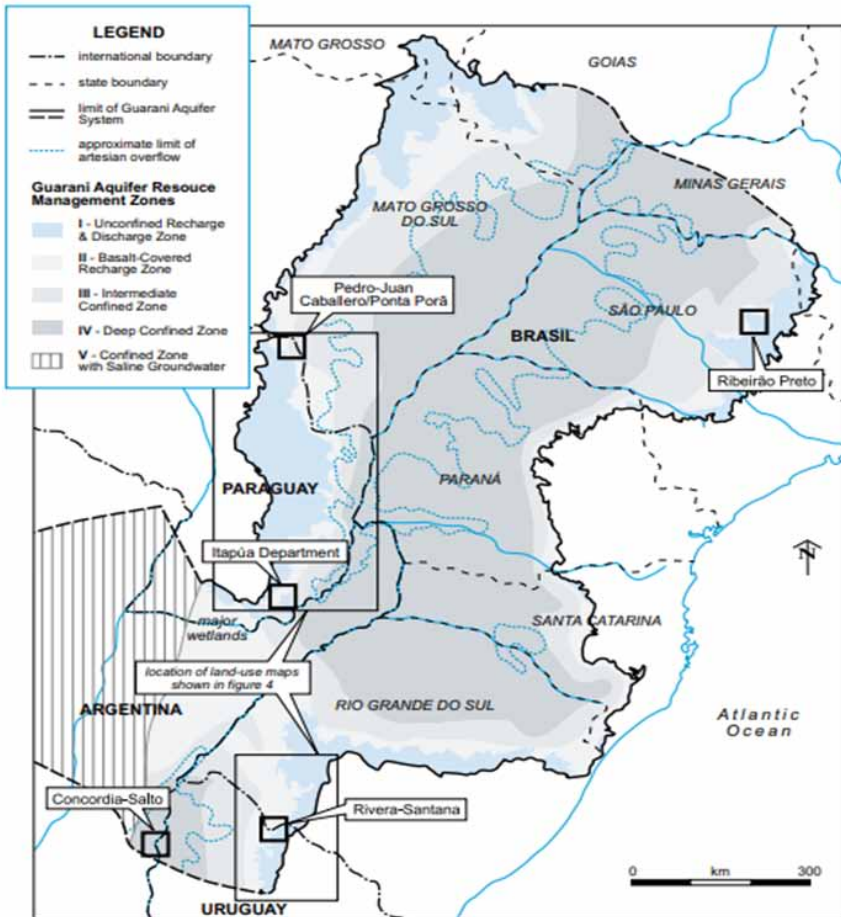 LEGEND
international boundary
state boundary
limit of Guarani Aquifer
System
approximate limit of
artesian overflow
Guarani Aquifer Resouce
Management Zones
I - Unconfined Recharge
& Discharge Zone
II - Basalt-Covered
Recharge Zone
III - Intermediate
Confined Zone
IV - Deep Confined Zone
V - Confined Zone
with Saline Groundwater
MATO GROSSO
GOIAS
MINAS GERAIS
MATO GROSSO
DO SUL
Pedro-Juan
Caballero/Ponta Porã
SÃO PAULO
BRASIL
Ribeirão Preto
PARAGUAY
PARANÁ
Itapúa Department
N
major
wetlands
SANTA CATARINA
location of land-use maps
shown in figure 4
ARGENTINA
RIO GRANDE DO SUL
Atlantic
Ocean
Concordia-Salto
Rivera-Santana
0 km 300
URUGUAY